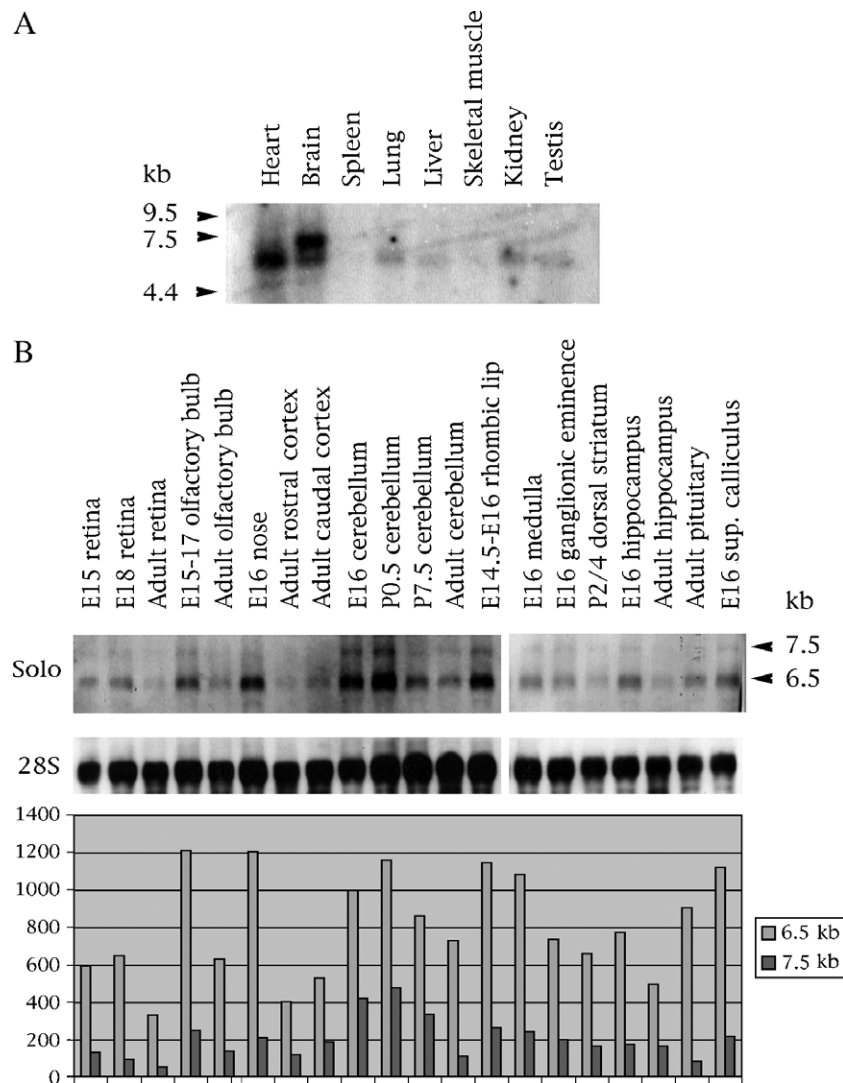 A
kb
Heart
Brain
Spleen
Lung
Liver
Skeletal muscle
Kidney
Testis
9.5
7.5
4.4
B
E15 retina
E18 retina
Adult retina
E15-17 olfactory bulb
Adult olfactory bulb
E16 nose
Adult rostral cortex
Adult caudal cortex
E16 cerebellum
P0.5 cerebellum
P7.5 cerebellum
Adult cerebellum
E14.5-E16 rhombic lip
E16 medulla
E16 ganglionic eminence
P2/4 dorsal striatum
E16 hippocampus
Adult hippocampus
Adult pituitary
E16 sup. calliculus
kb
7.5
Solo
6.5
28S
1400
1200
1000
800
600
400
200
0
6.5 kb
7.5 kb